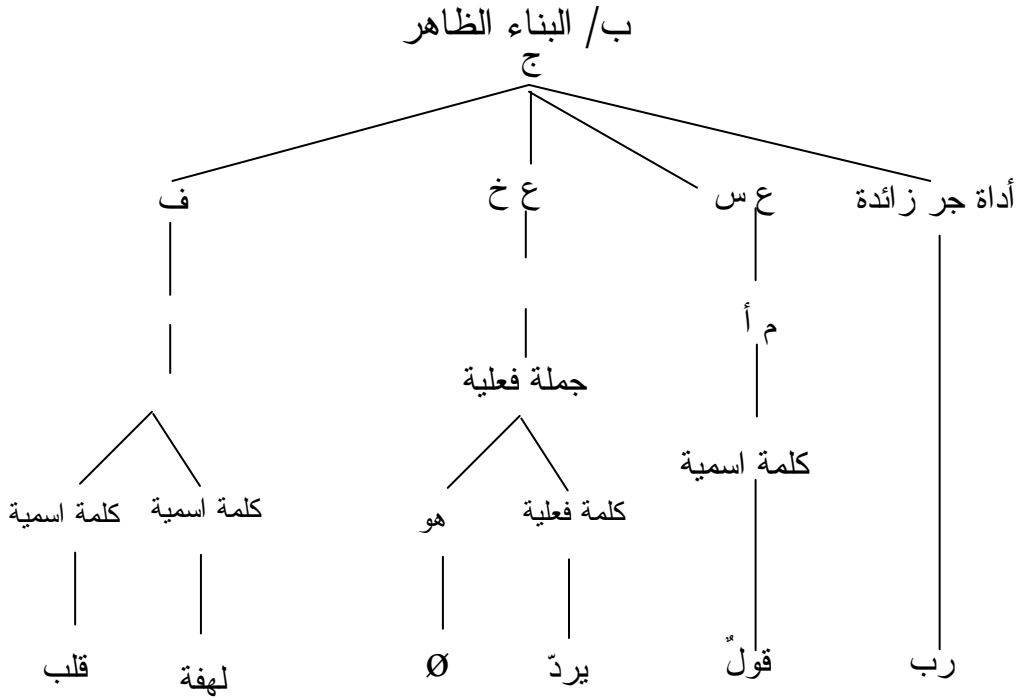 ب/ البناء الظاهر
ج
أداة جر زائدة ع س ع خ ف
م أ
جملة فعلية
كلمة اسمية
كلمة فعلية هو كلمة اسمية كلمة اسمية
رب قولٌ يردّ Ø لهفة قلب